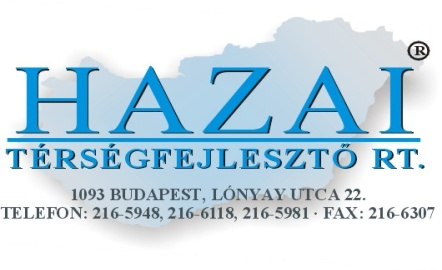 HAZAI®
TÉRSÉGFEJLESZTŐ RT.
1093 BUDAPEST, LÓNYAY UTCA 22.
TELEFON: 216-5948, 216-6118, 216-5981 · FAX: 216-6307